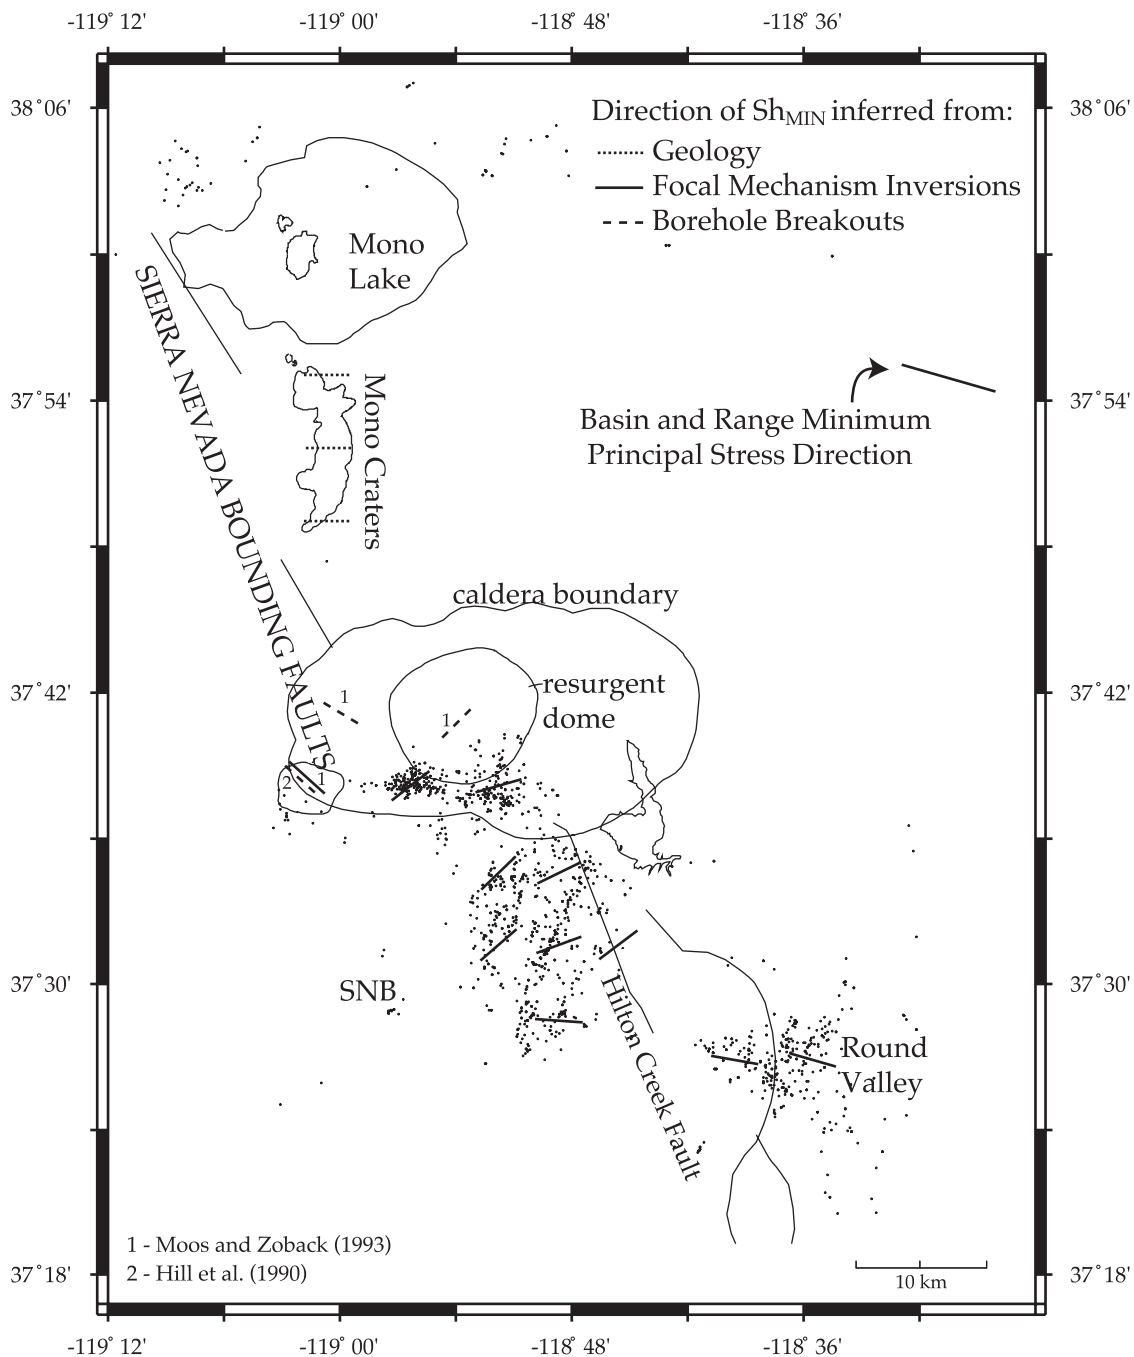 -119° 12' -119° 00' -118° 48' -118° 36'
38° 06' 38° 06'
Direction of ShMIN inferred from:
Geology
Focal Mechanism Inversions
Borehole Breakouts
Mono
Lake
SIERRA NEVADA BOUNDING FAULTS
37° 54' 37° 54'
Mono Craters
Basin and Range Minimum
Principal Stress Direction
caldera boundary
37° 42' 37° 42'
resurgent
dome
1
1
2
1
37° 30' 37° 30'
SNB
Hilton Creek Fault
Round
Valley
1 - Moos and Zoback (1993)
2 - Hill et al. (1990)
37° 18' 37° 18'
10 km
-119° 12' -119° 00' -118° 48' -118° 36'